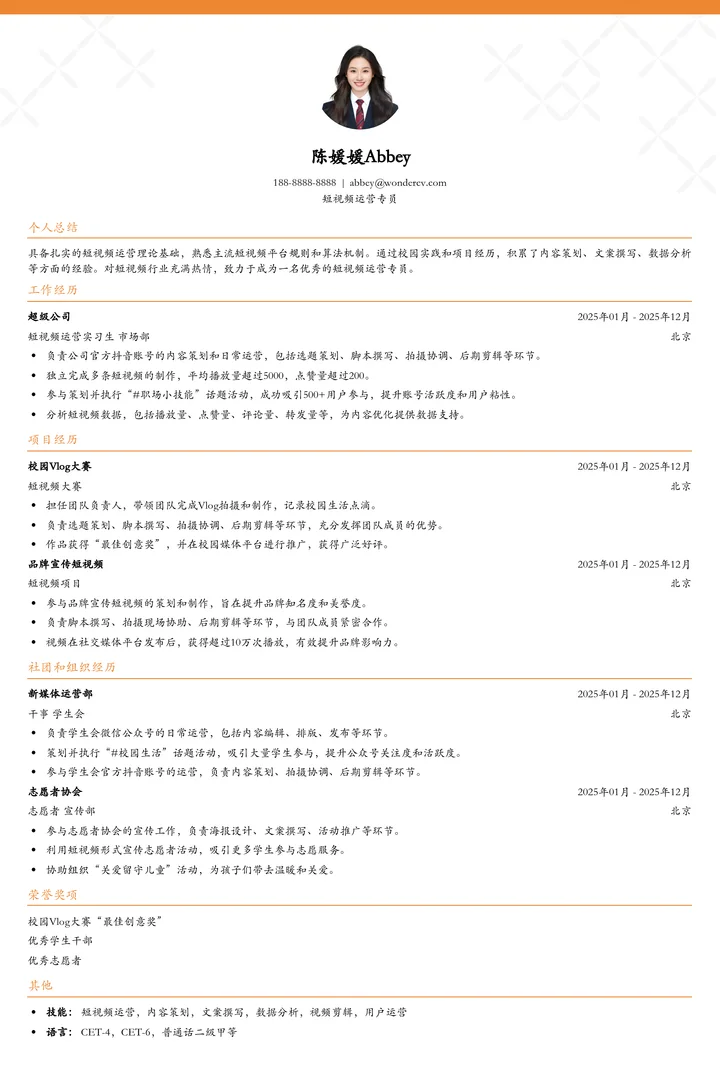 陈媛媛Abbey
188-8888-8888 | abbey@wondercv.com
短视频运营专员
个人总结
具备扎实的短视频运营理论基础，熟悉主流短视频平台规则和算法机制。通过校园实践和项目经历，积累了内容策划、文案撰写、数据分析
等方面的经验。对短视频行业充满热情，致力于成为一名优秀的短视频运营专员。
工作经历
超级公司 2025年01月 - 2025年12月
短视频运营实习生 市场部 北京
• 负责公司官方抖音账号的内容策划和日常运营，包括选题策划、脚本撰写、拍摄协调、后期剪辑等环节。
• 独立完成多条短视频的制作，平均播放量超过5000，点赞量超过200。
• 参与策划并执行“#职场小技能”话题活动，成功吸引500+用户参与，提升账号活跃度和用户粘性。
• 分析短视频数据，包括播放量、点赞量、评论量、转发量等，为内容优化提供数据支持。
项目经历
校园Vlog大赛 2025年01月 - 2025年12月
短视频大赛 北京
• 担任团队负责人，带领团队完成Vlog拍摄和制作，记录校园生活点滴。
• 负责选题策划、脚本撰写、拍摄协调、后期剪辑等环节，充分发挥团队成员的优势。
• 作品获得“最佳创意奖”，并在校园媒体平台进行推广，获得广泛好评。
品牌宣传短视频 2025年01月 - 2025年12月
短视频项目 北京
• 参与品牌宣传短视频的策划和制作，旨在提升品牌知名度和美誉度。
• 负责脚本撰写、拍摄现场协助、后期剪辑等环节，与团队成员紧密合作。
• 视频在社交媒体平台发布后，获得超过10万次播放，有效提升品牌影响力。
社团和组织经历
新媒体运营部 2025年01月 - 2025年12月
干事 学生会 北京
• 负责学生会微信公众号的日常运营，包括内容编辑、排版、发布等环节。
• 策划并执行“#校园生活”话题活动，吸引大量学生参与，提升公众号关注度和活跃度。
• 参与学生会官方抖音账号的运营，负责内容策划、拍摄协调、后期剪辑等环节。
志愿者协会 2025年01月 - 2025年12月
志愿者 宣传部 北京
• 参与志愿者协会的宣传工作，负责海报设计、文案撰写、活动推广等环节。
• 利用短视频形式宣传志愿者活动，吸引更多学生参与志愿服务。
• 协助组织“关爱留守儿童”活动，为孩子们带去温暖和关爱。
荣誉奖项
校园Vlog大赛“最佳创意奖”
优秀学生干部
优秀志愿者
其他
• 技能： 短视频运营，内容策划，文案撰写，数据分析，视频剪辑，用户运营
• 语言： CET-4，CET-6，普通话二级甲等